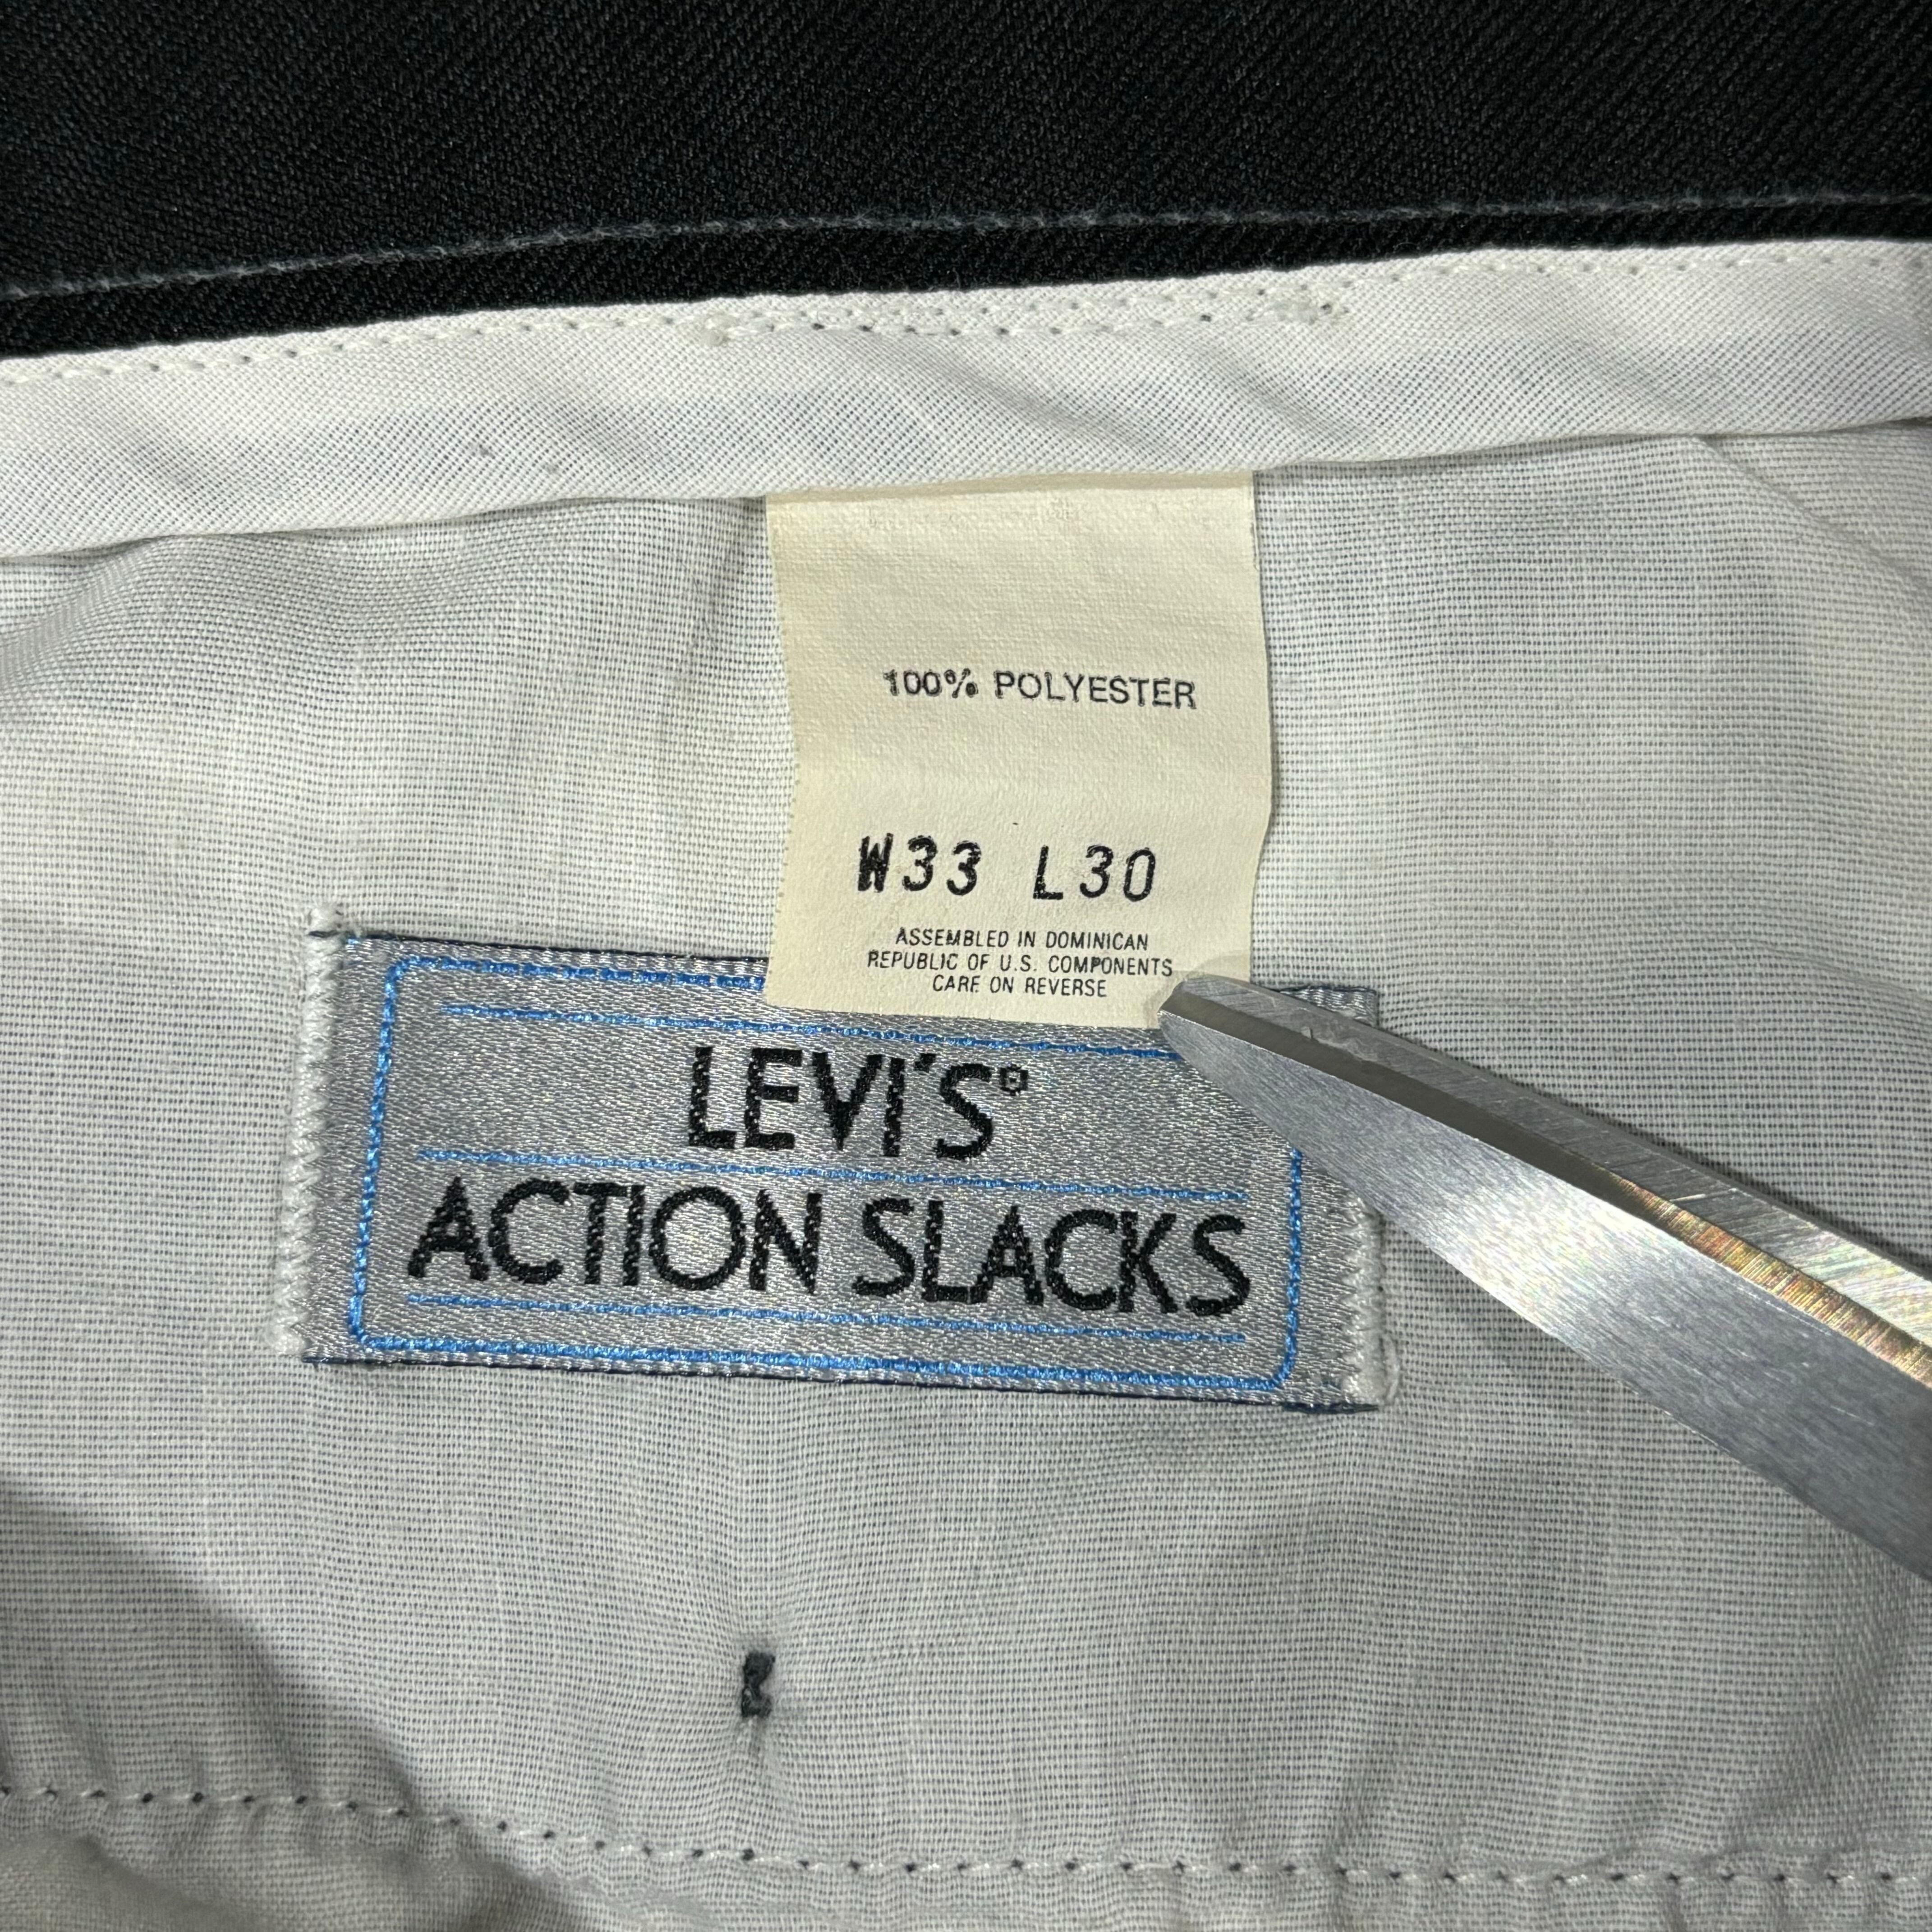 100% POLYESTER
W33 L30
ASSEMBLED IN DOMINICAN
REPUBLIC OF U.S. COMPONENTS
CARE ON REVERSE
LEVI'S®
ACTION SLACKS